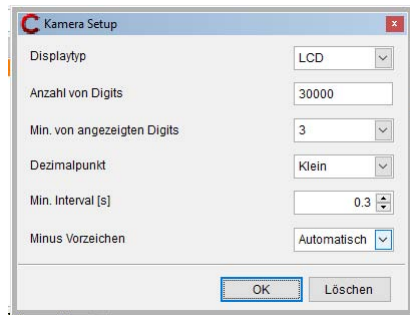 Kamera Setup
Displaytyp LCD
Anzahl von Digits 30000
Min. von angezeigten Digits 3
Dezimalpunkt Klein
Min. Interval [s] 0.3
Minus Vorzeichen Automatisch
OK Löschen